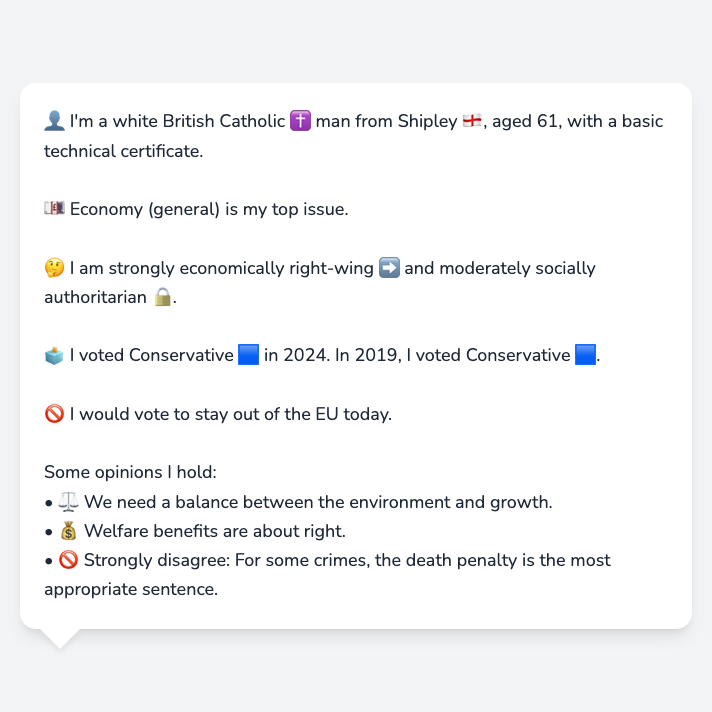 👤 I'm a white British Catholic ✝️ man from Shipley 🏴󠁧󠁢󠁥󠁮󠁧󠁿, aged 61, with a basic
technical certificate.
💷 Economy (general) is my top issue.
🤔 I am strongly economically right-wing ➡️ and moderately socially
authoritarian 🔒.
🗳️ I voted Conservative 🟦 in 2024. In 2019, I voted Conservative 🟦.
🚫 I would vote to stay out of the EU today.
Some opinions I hold:
• ⚖️ We need a balance between the environment and growth.
• 💰 Welfare benefits are about right.
• 🚫 Strongly disagree: For some crimes, the death penalty is the most
appropriate sentence.